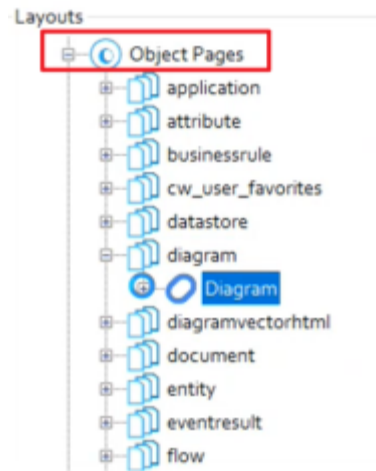 Layouts
Object Pages
application
attribute
businessrule
cw_user_favorites
datastore
diagram
Diagram
diagramvectorhtml
document
entity
eventresult
flow